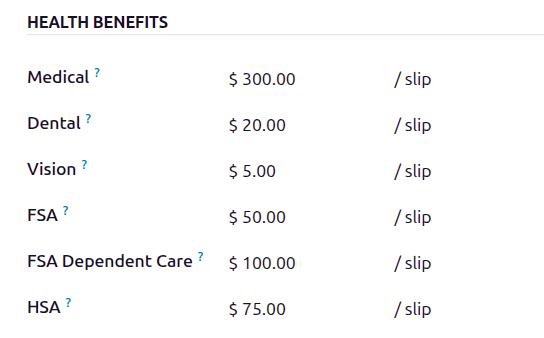 HEALTH BENEFITS
Medical ? $ 300.00 / slip
Dental ? $ 20.00 / slip
Vision ? $ 5.00 / slip
FSA ? $ 50.00 / slip
FSA Dependent Care ? $ 100.00 / slip
HSA ? $ 75.00 / slip